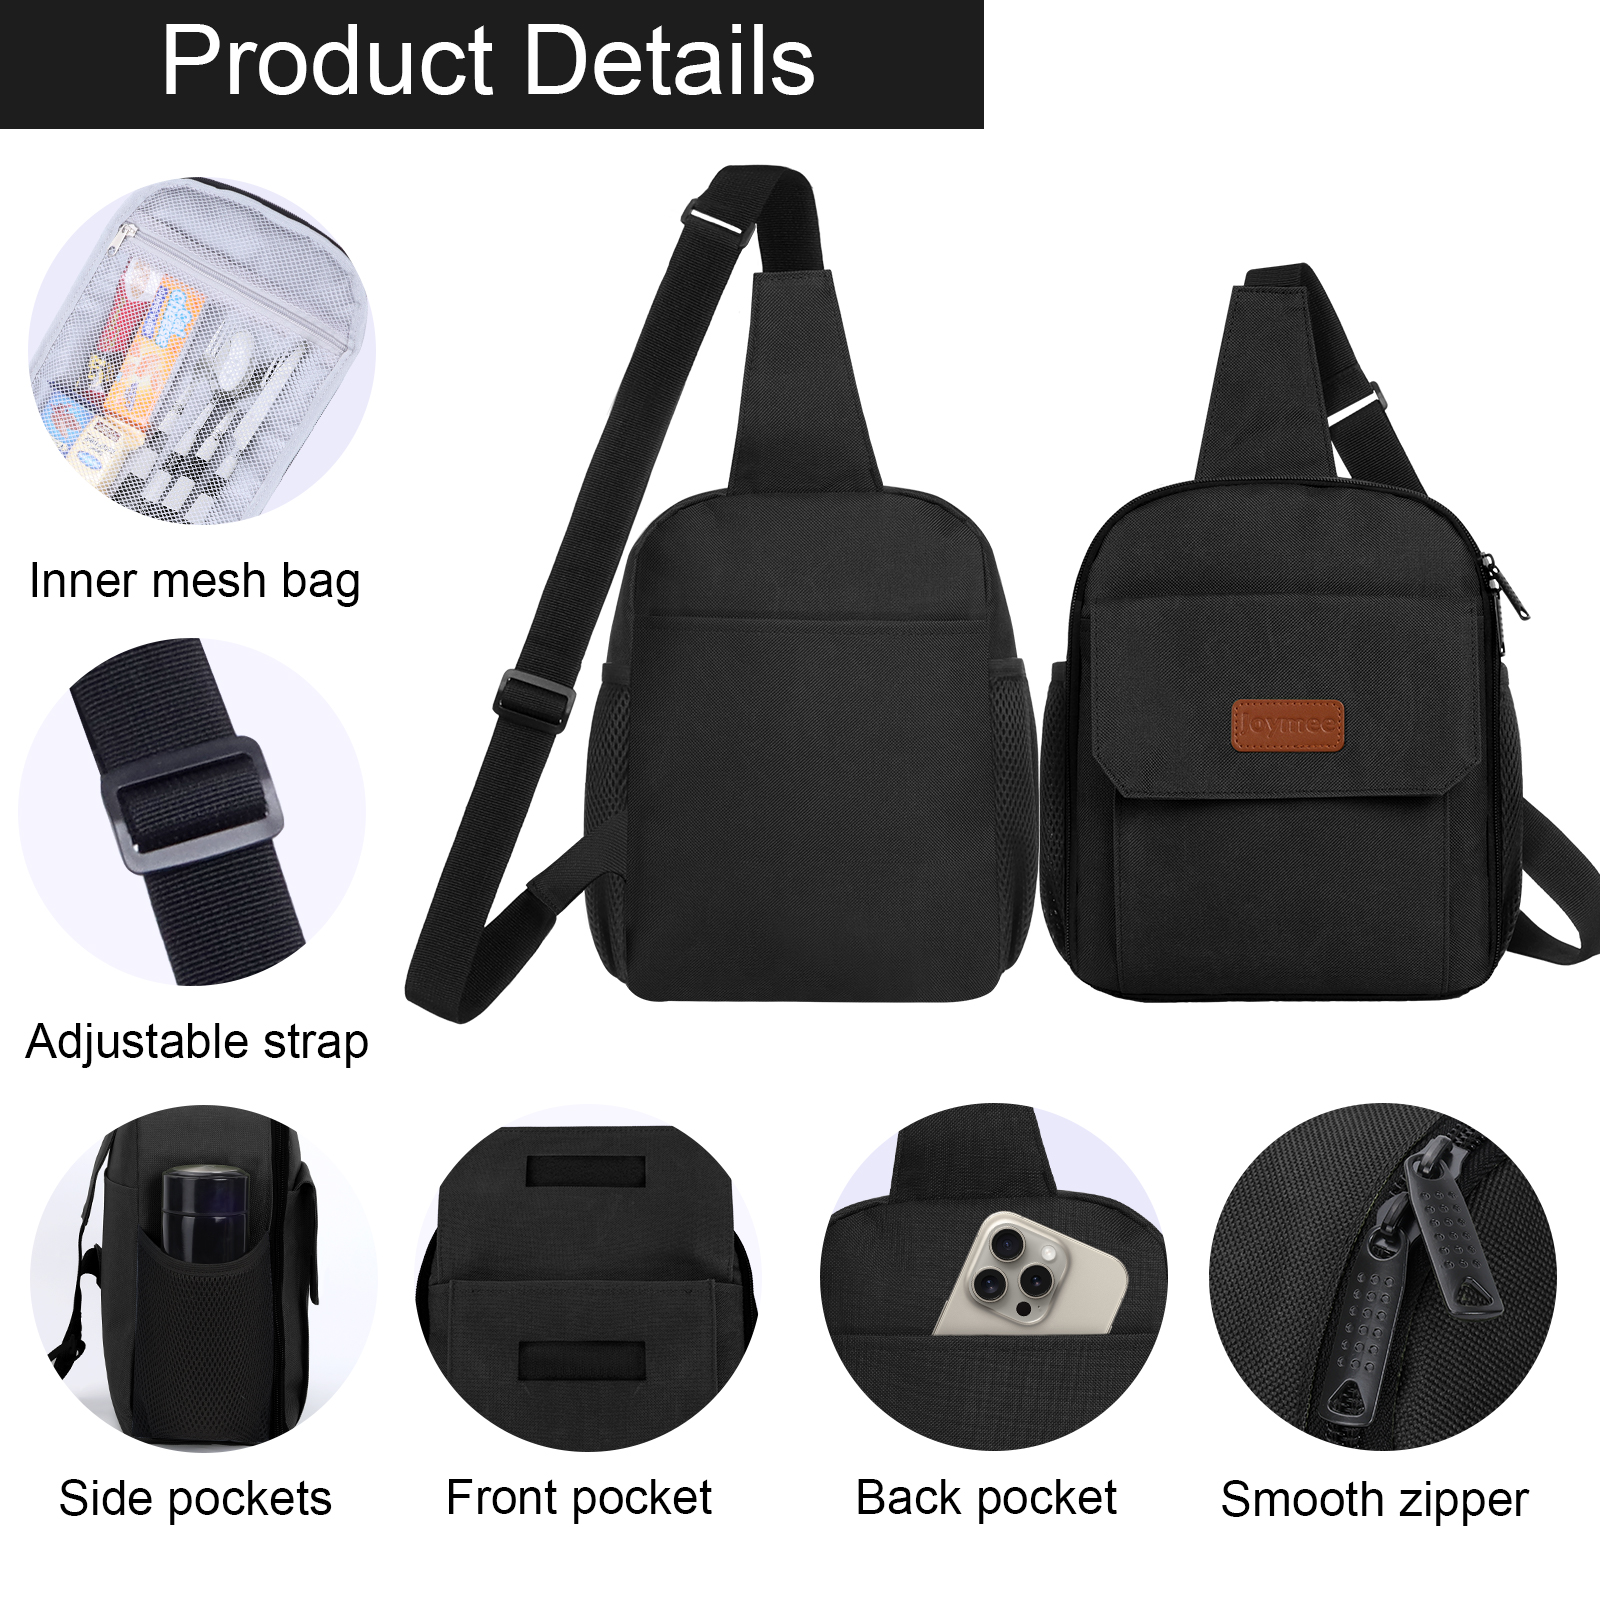 Product Details
Joymee
Inner mesh bag
Adjustable strap
Side pockets
Front pocket
Back pocket
Smooth zipper